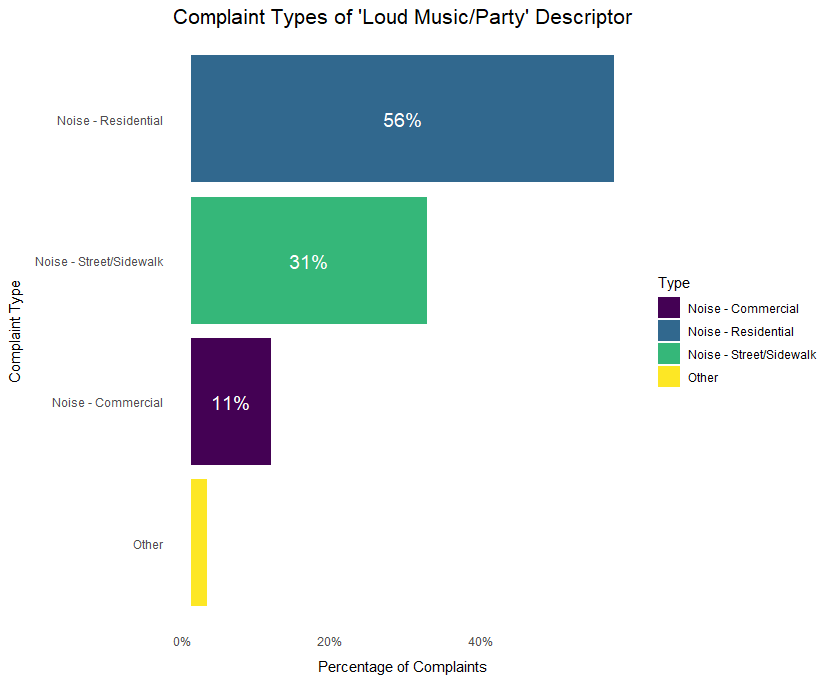 Complaint Types of 'Loud Music/Party' Descriptor
Complaint Type
Noise - Residential
56%
Noise - Street/Sidewalk
31%
Noise - Commercial
11%
Other
0%
20%
40%
Percentage of Complaints
Type
Noise - Commercial
Noise - Residential
Noise - Street/Sidewalk
Other